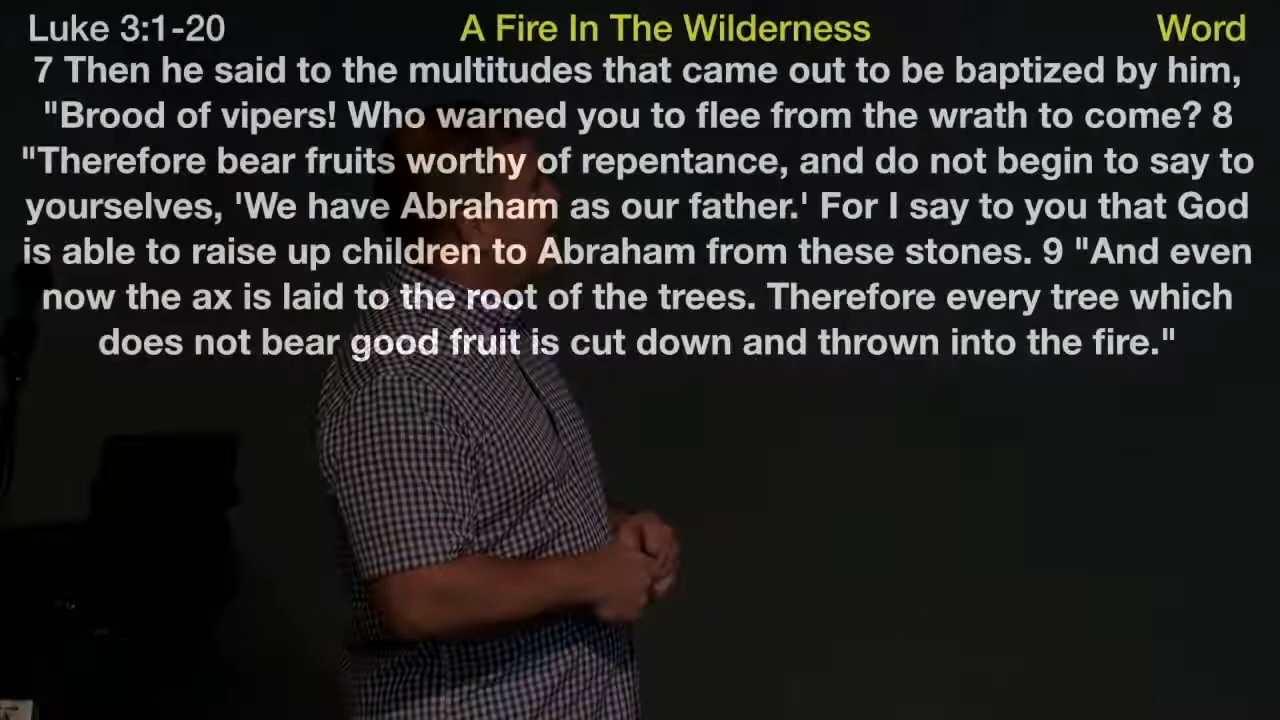 Luke 3:1-20 A Fire In The Wilderness Word
7 Then he said to the multitudes that came out to be baptized by him,
"Brood of vipers! Who warned you to flee from the wrath to come? 8
"Therefore bear fruits worthy of repentance, and do not begin to say to
yourselves, 'We have Abraham as our father.' For I say to you that God
is able to raise up children to Abraham from these stones. 9 "And even
now the ax is laid to the root of the trees. Therefore every tree which
does not bear good fruit is cut down and thrown into the fire."